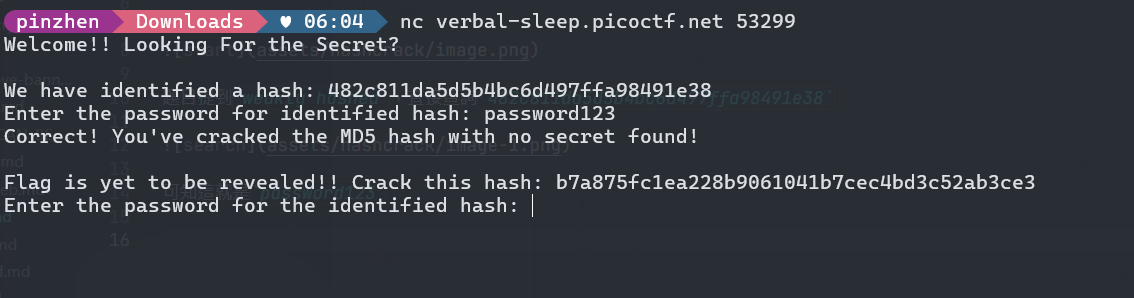 pinzhen Downloads ♥ 06:04 nc verbal-sleep.picoctf.net 53299
Welcome!! Looking For the Secret?
We have identified a hash: 482c811da5d5b4bc6d497ffa98491e38
Enter the password for identified hash: password123
Correct! You've cracked the MD5 hash with no secret found!
Flag is yet to be revealed!! Crack this hash: b7a875fc1ea228b9061041b7cec4bd3c52ab3ce3
Enter the password for the identified hash:
16